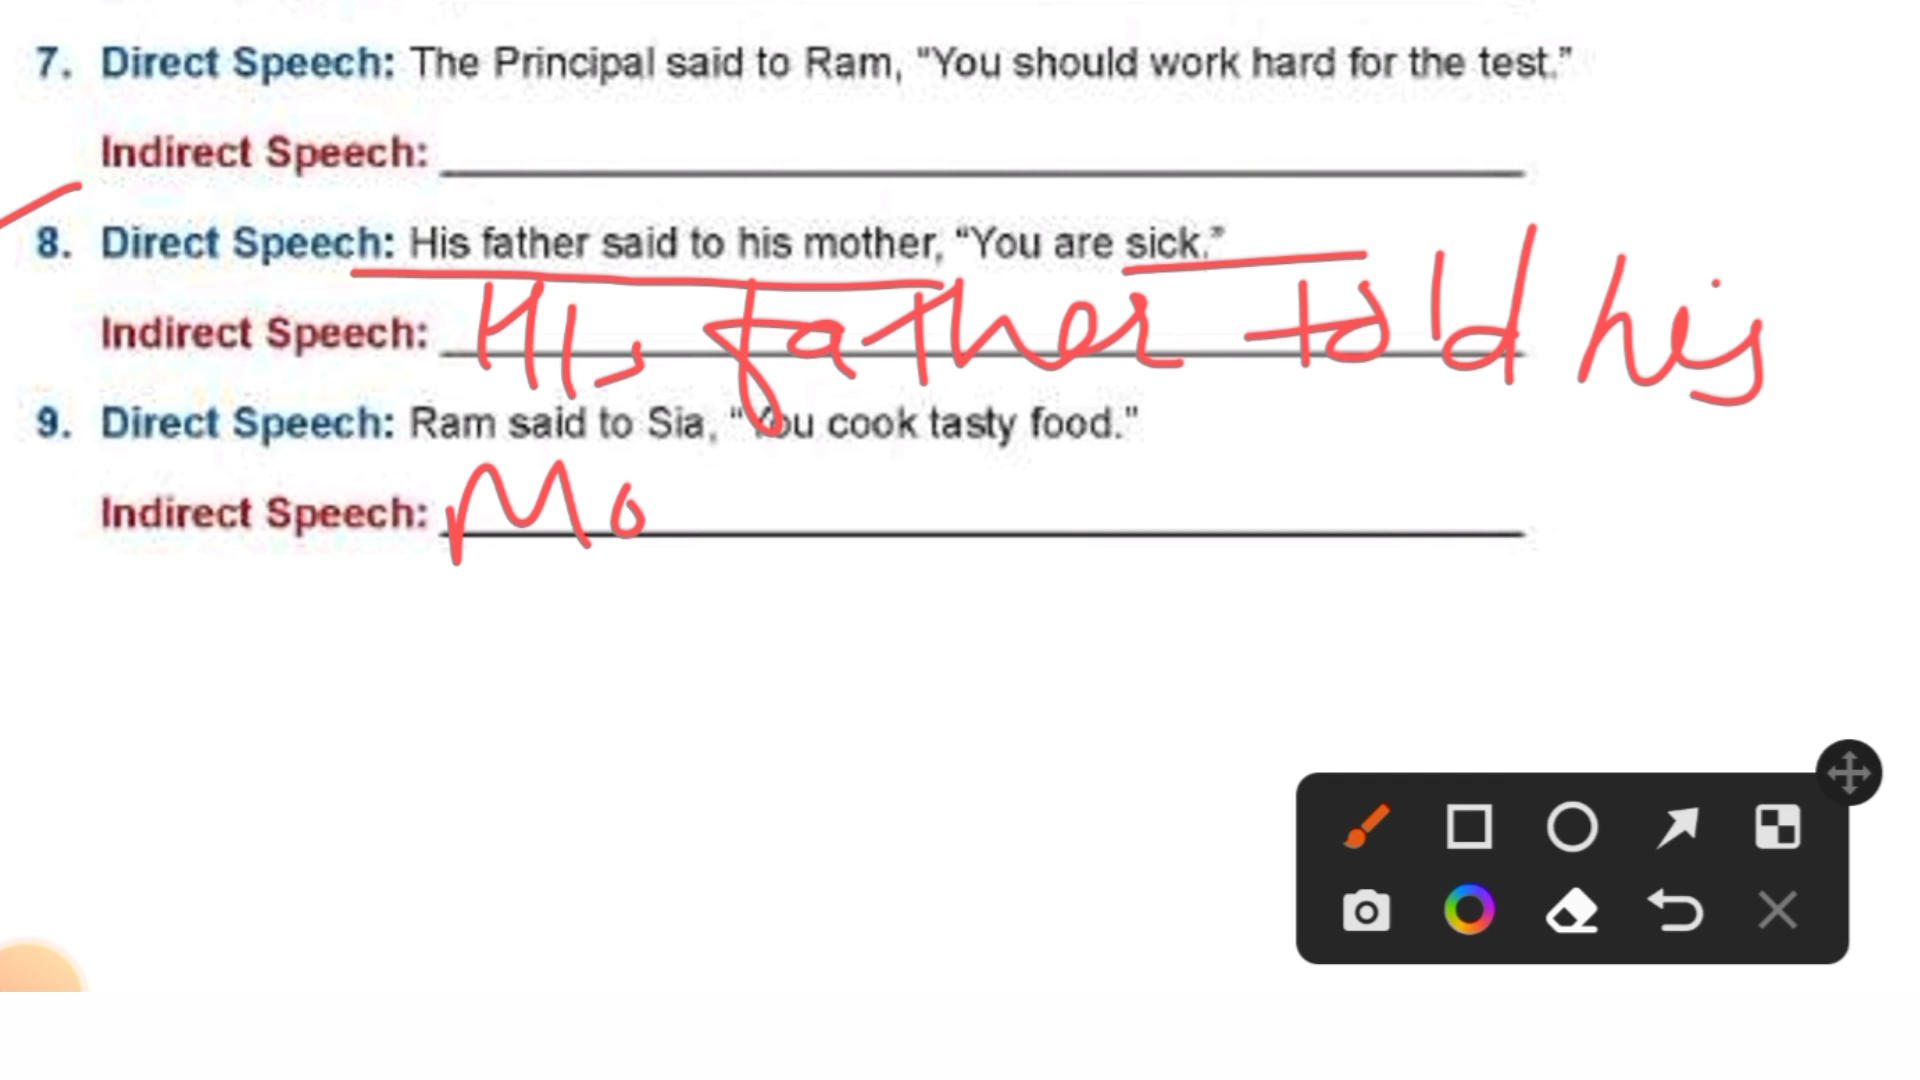 7. Direct Speech: The Principal said to Ram, "You should work hard for the test."
Indirect Speech:
8. Direct Speech: His father said to his mother, “You are sick.”
Indirect Speech: His father told his
9. Direct Speech: Ram said to Sia, "You cook tasty food."
Indirect Speech: Mo